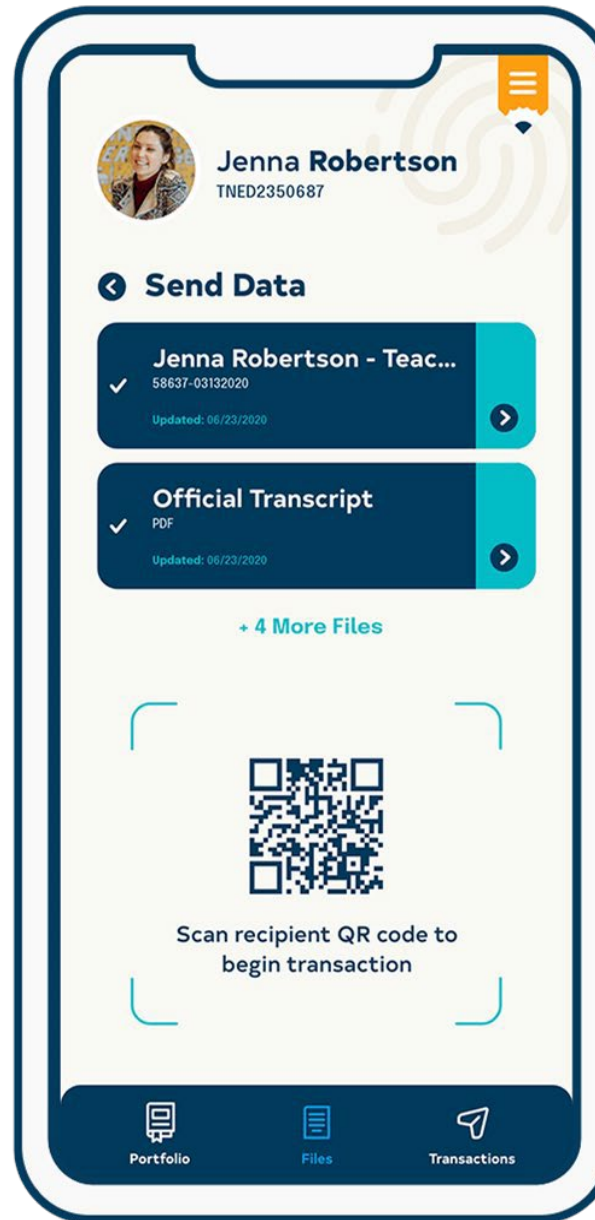 Jenna Robertson
TNED2350687
Send Data
Jenna Robertson - Teac...
58637-03132020
Updated: 06/23/2020
Official Transcript
PDF
Updated: 06/23/2020
+ 4 More Files
Scan recipient QR code to
begin transaction
Portfolio
Files
Transactions